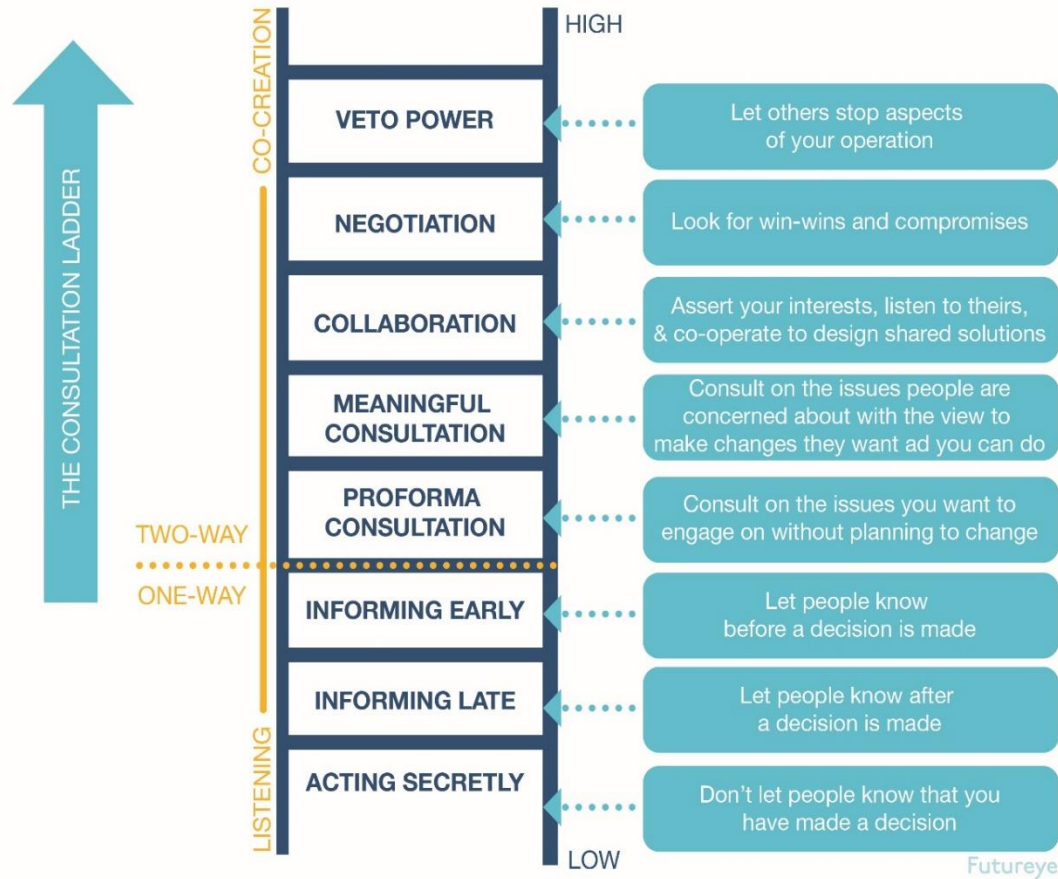 HIGH
CO-CREATION
THE CONSULTATION LADDER
VETO POWER
Let others stop aspects
of your operation
NEGOTIATION
Look for win-wins and compromises
COLLABORATION
Assert your interests, listen to theirs,
& co-operate to design shared solutions
MEANINGFUL
CONSULTATION
Consult on the issues people are
concerned about with the view to
make changes they want ad you can do
PROFORMA
CONSULTATION
Consult on the issues you want to
engage on without planning to change
TWO-WAY
ONE-WAY
INFORMING EARLY
Let people know
before a decision is made
INFORMING LATE
Let people know after
a decision is made
LISTENING
ACTING SECRETLY
Don’t let people know that you
have made a decision
LOW
Futureye